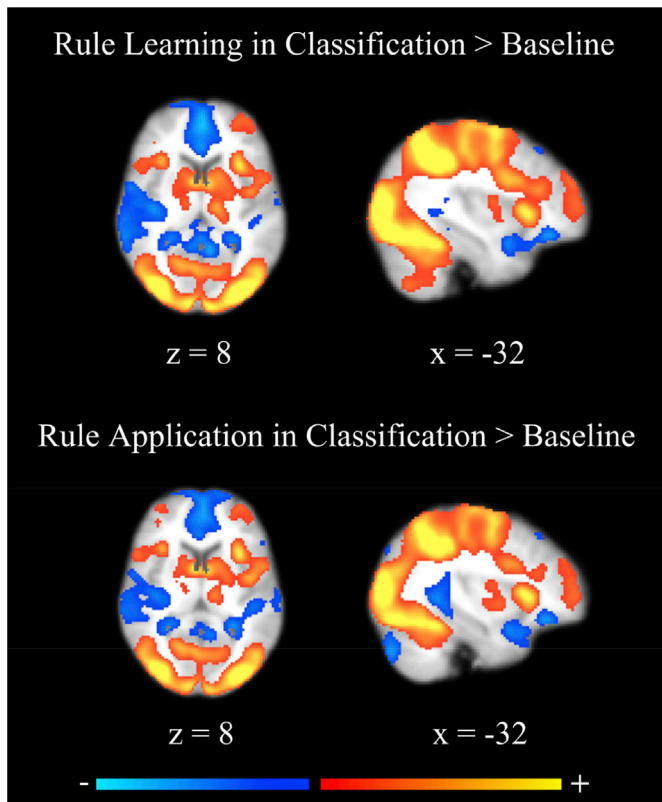 Rule Learning in Classification > Baseline
z = 8 x = -32
Rule Application in Classification > Baseline
z = 8 x = -32
- +